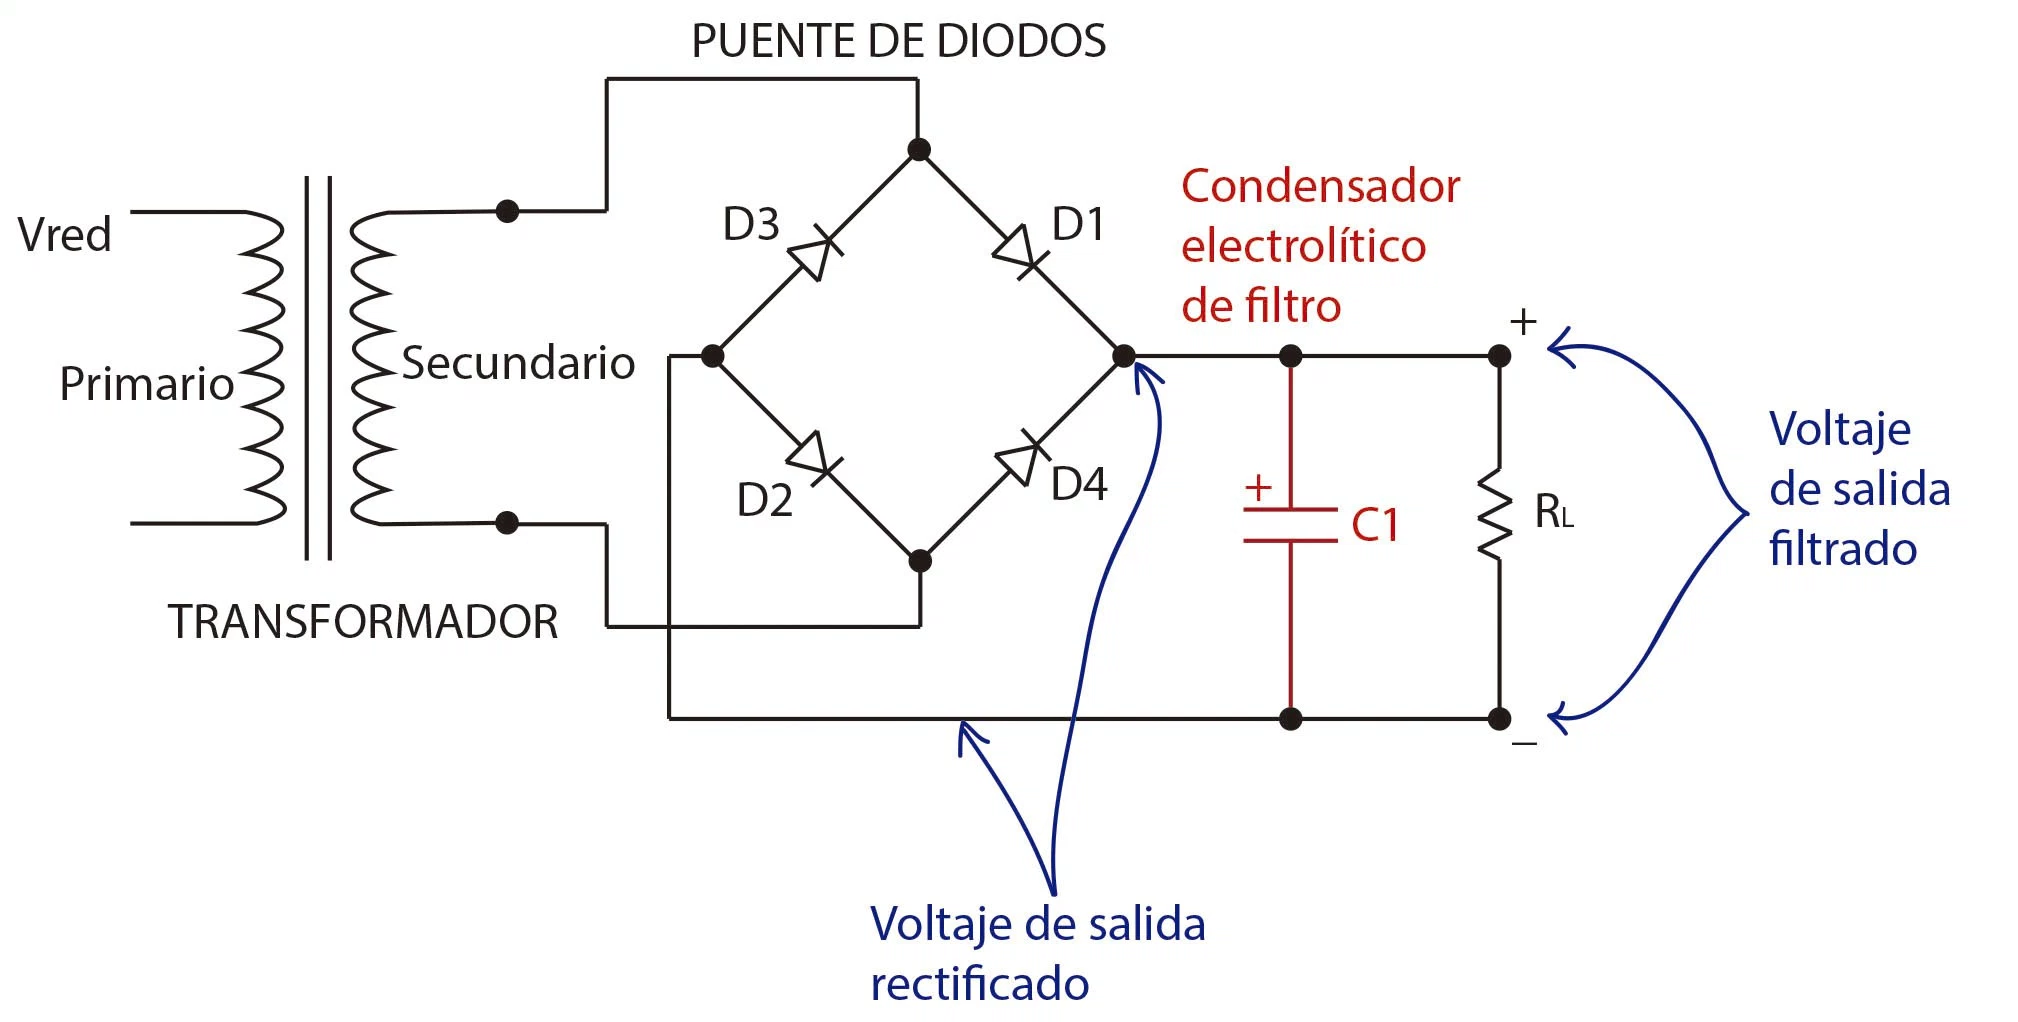 PUENTE DE DIODOS
Vred
Primario
Secundario
TRANSFORMADOR
D3
D1
D2
D4
Condensador
electrolítico
de filtro
+
C1
+
RL
–
Voltaje
de salida
filtrado
Voltaje de salida
rectificado